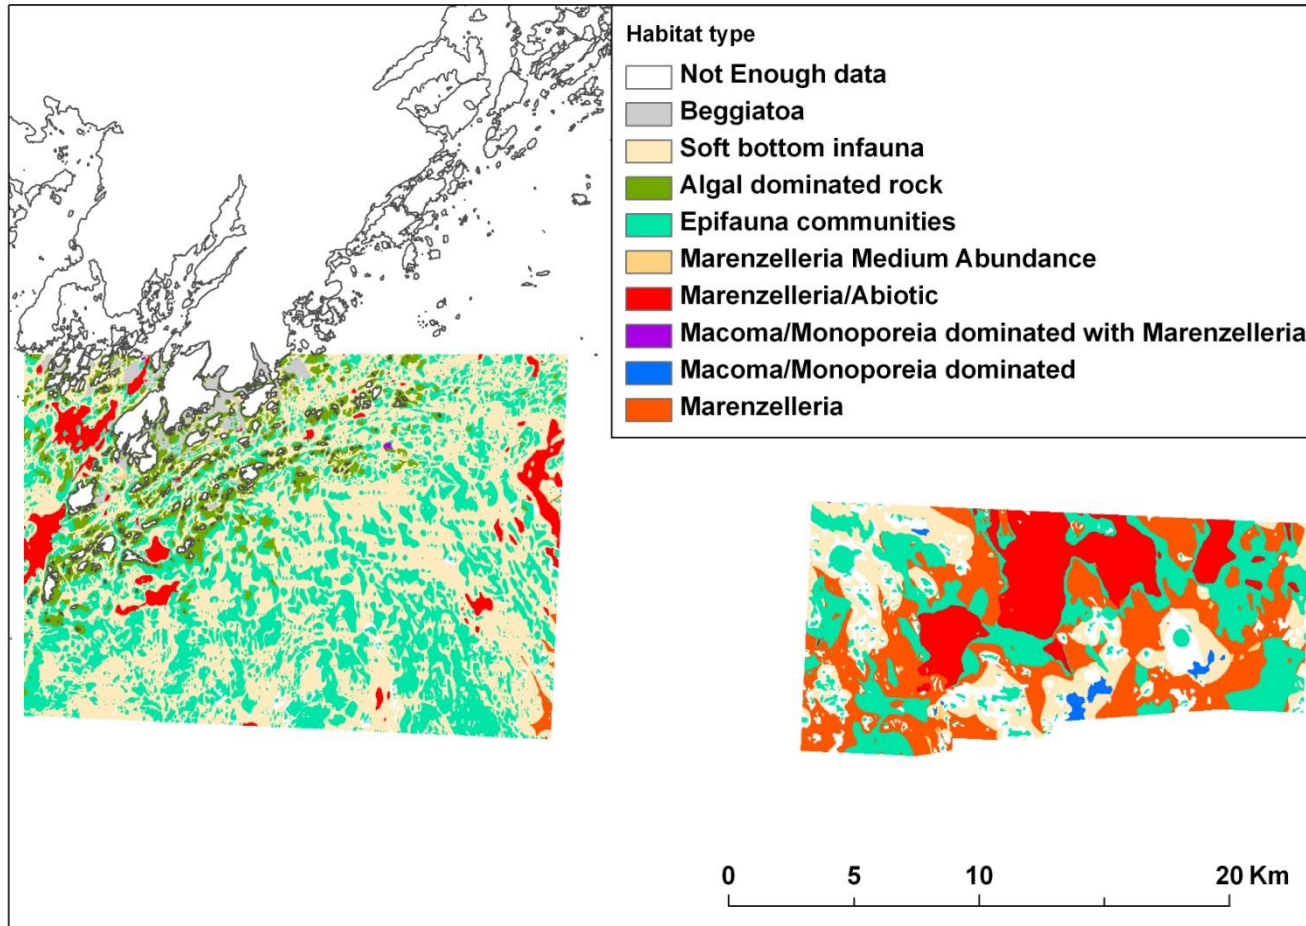 Habitat type
Not Enough data
Beggiatoa
Soft bottom infauna
Algal dominated rock
Epifauna communities
Marenzelleria Medium Abundance
Marenzelleria/Abiotic
Macoma/Monoporeia dominated with Marenzelleria
Macoma/Monoporeia dominated
Marenzelleria
0 5 10 20 Km